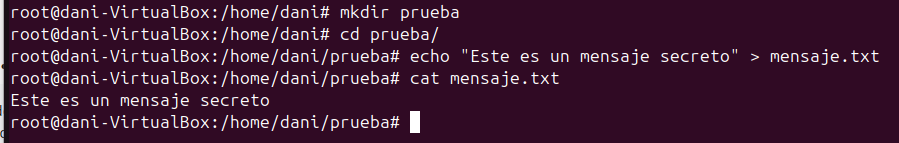 root@dani-VirtualBox:/home/dani# mkdir prueba
root@dani-VirtualBox:/home/dani# cd prueba/
root@dani-VirtualBox:/home/dani/prueba# echo "Este es un mensaje secreto" > mensaje.txt
root@dani-VirtualBox:/home/dani/prueba# cat mensaje.txt
Este es un mensaje secreto
root@dani-VirtualBox:/home/dani/prueba#